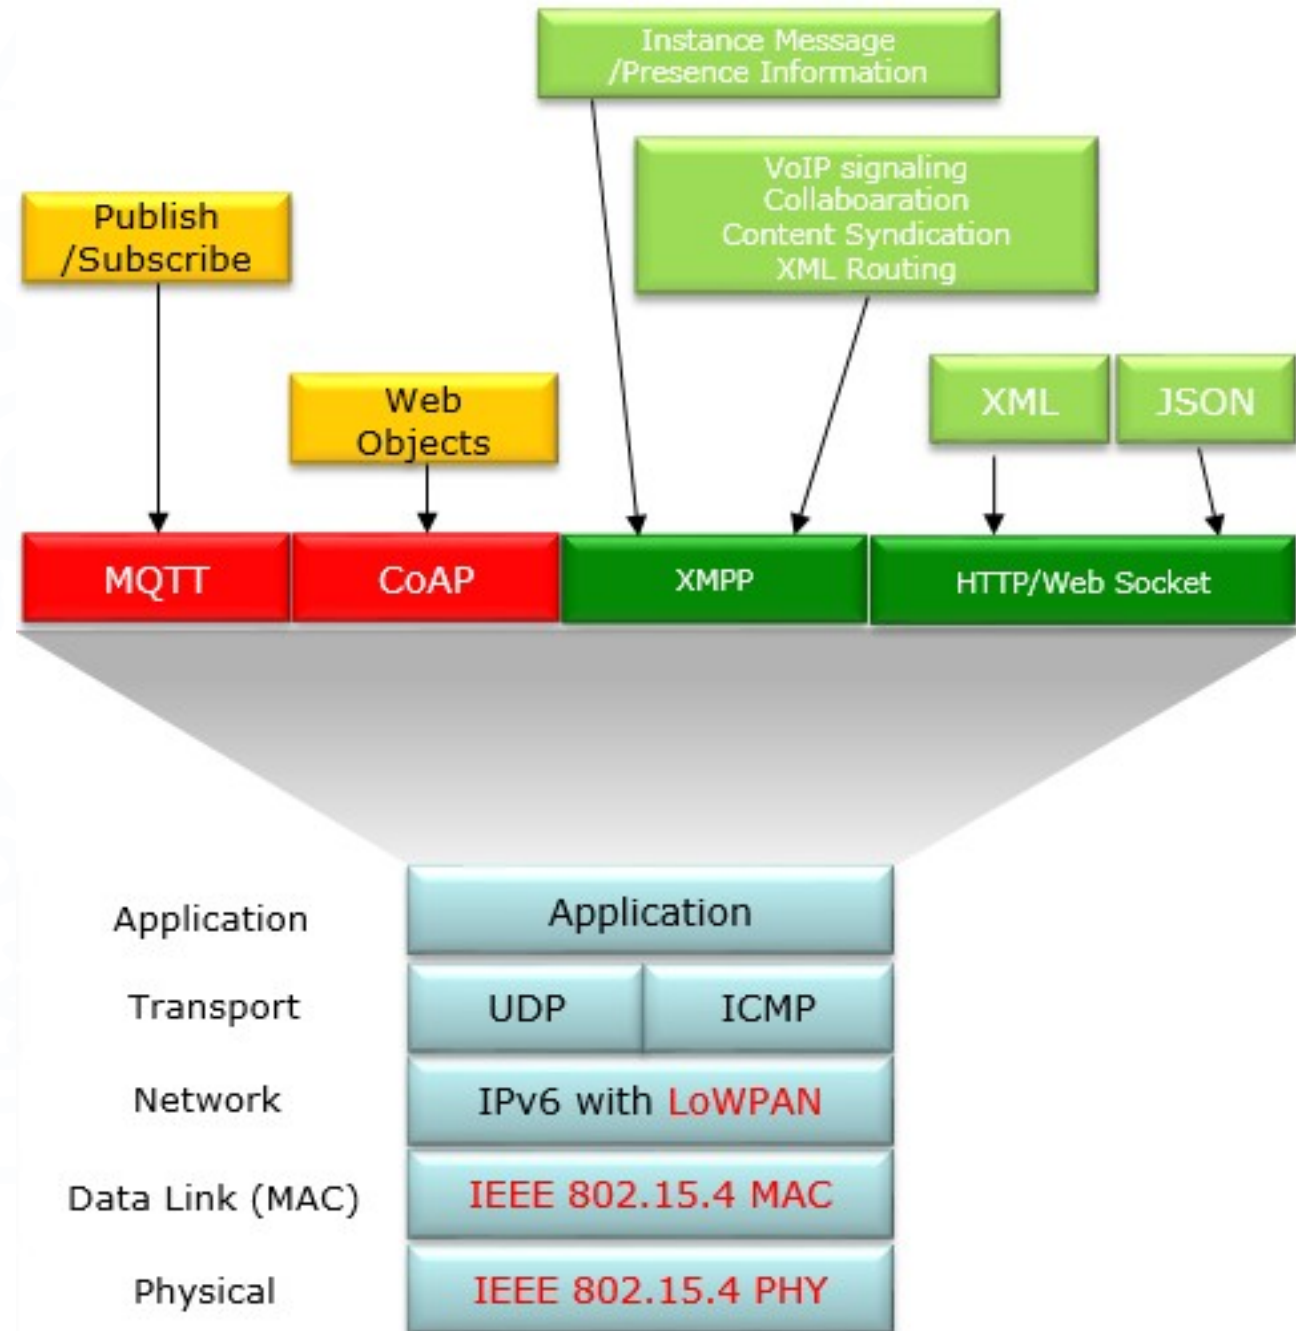 Instance Message
/Presence Information
VoIP signaling
Collaboaration
Content Syndication
XML Routing
Publish
/Subscribe
Web
Objects
XML
JSON
MQTT
CoAP
XMPP
HTTP/Web Socket
Application
Application
Transport
UDP
ICMP
Network
IPv6 with LoWPAN
Data Link (MAC)
IEEE 802.15.4 MAC
Physical
IEEE 802.15.4 PHY